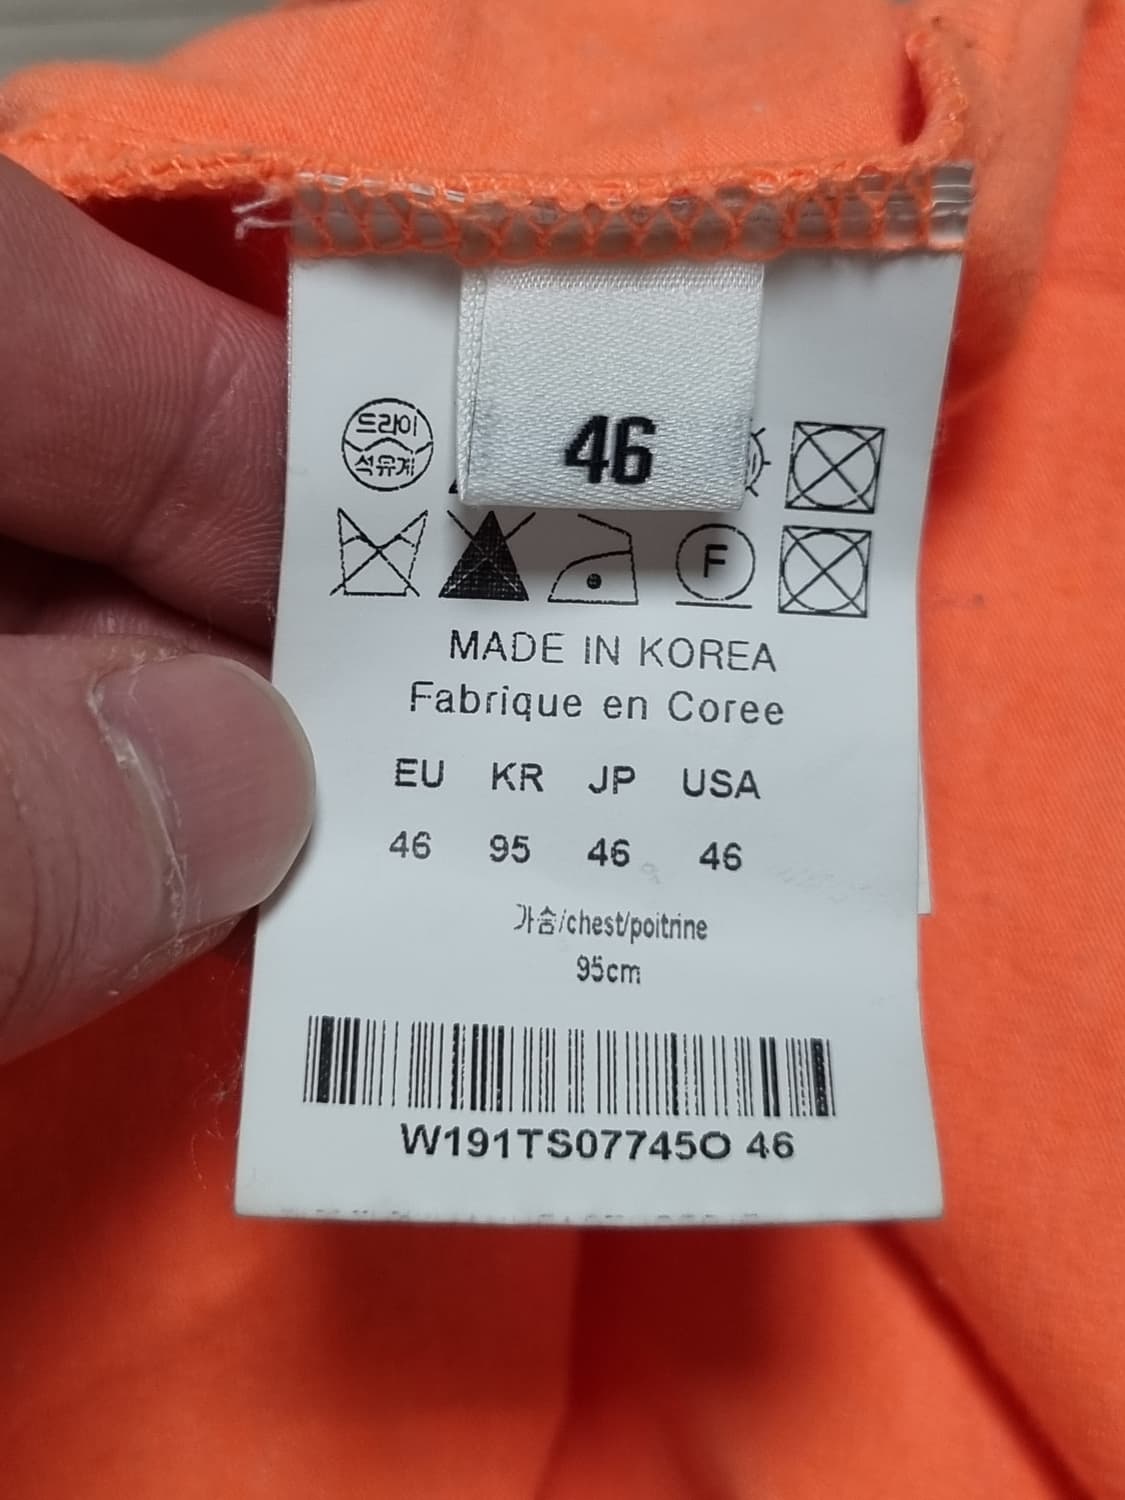 46
드라이
석유계
F
MADE IN KOREA
Fabrique en Coree
EU KR JP USA
46 95 46 46
가슴/chest/poitrine
95cm
W191TS07745O 46